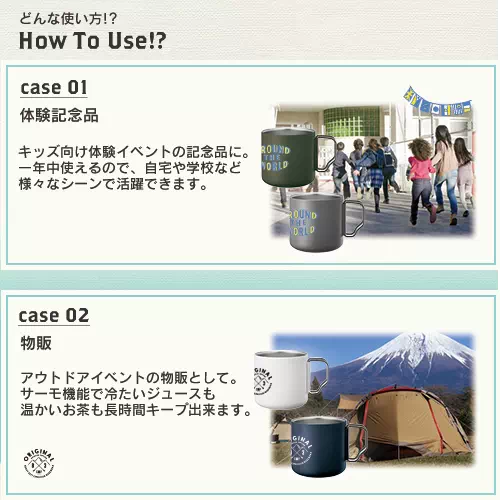 どんな使い方!?
How To Use!?
case 01
体験記念品
キッズ向け体験イベントの記念品に。
一年中使えるので、自宅や学校など
様々なシーンで活躍できます。
AROUND
THE
WORLD
AROUND
THE
WORLD
case 02
物販
アウトドアイベントの物販として。
サーモ機能で冷たいジュースも
温かいお茶も長時間キープ出来ます。
ORIGINAL
ORIGINAL
ORIGINAL